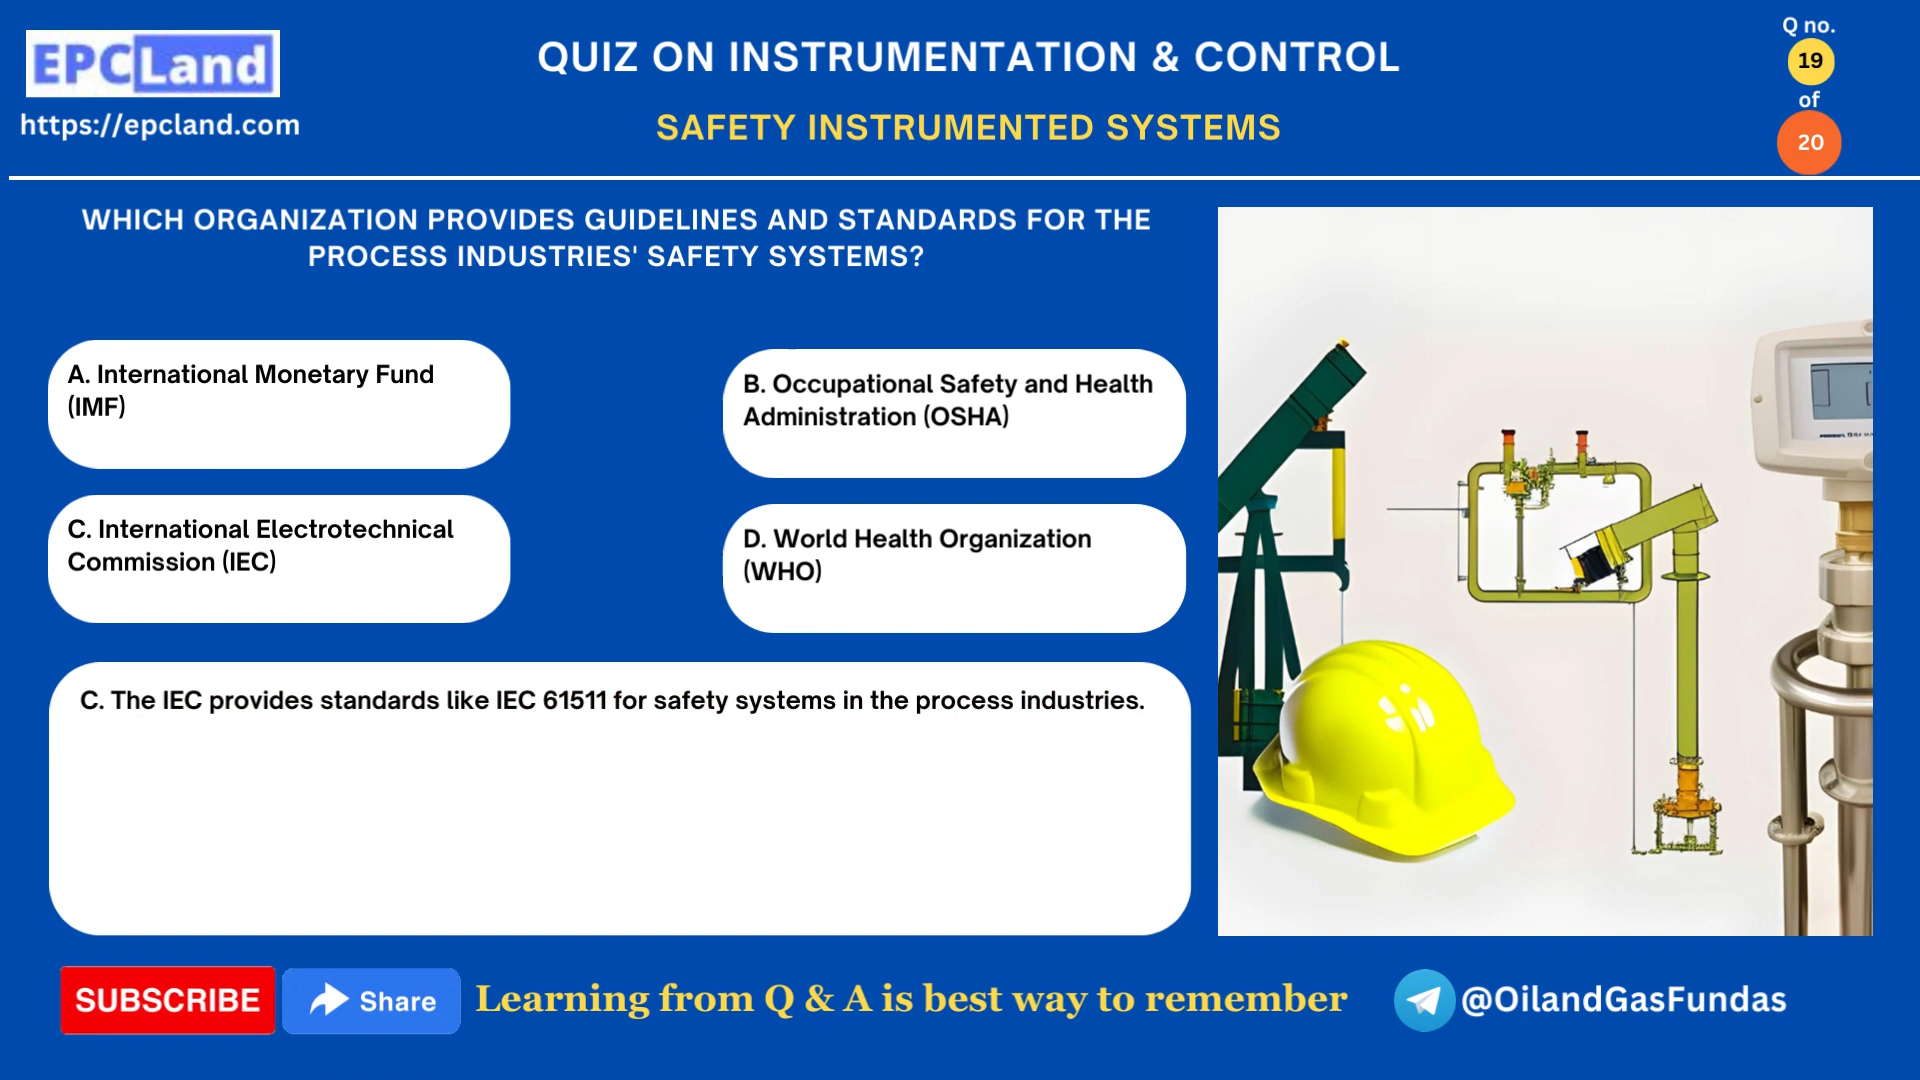 EPCLand
https://epcland.com
QUIZ ON INSTRUMENTATION & CONTROL
SAFETY INSTRUMENTED SYSTEMS
Q no.
19
of
20
WHICH ORGANIZATION PROVIDES GUIDELINES AND STANDARDS FOR THE
PROCESS INDUSTRIES' SAFETY SYSTEMS?
A. International Monetary Fund
(IMF)
B. Occupational Safety and Health
Administration (OSHA)
C. International Electrotechnical
Commission (IEC)
D. World Health Organization
(WHO)
C. The IEC provides standards like IEC 61511 for safety systems in the process industries.
SUBSCRIBE
Share
Learning from Q & A is best way to remember
@OilandGasFundas